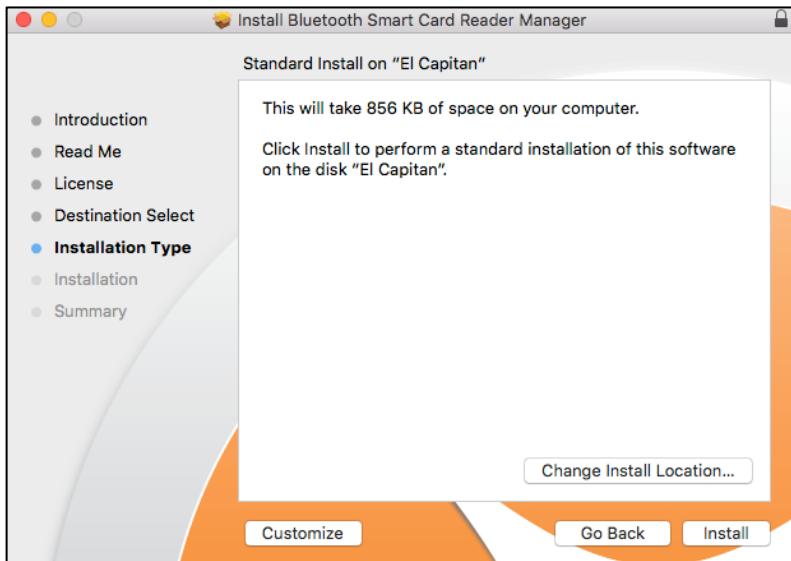 Install Bluetooth Smart Card Reader Manager
Standard Install on “El Capitan”
Introduction
Read Me
License
Destination Select
Installation Type
Installation
Summary
This will take 856 KB of space on your computer.
Click Install to perform a standard installation of this software
on the disk “El Capitan”.
Change Install Location...
Customize
Go Back
Install